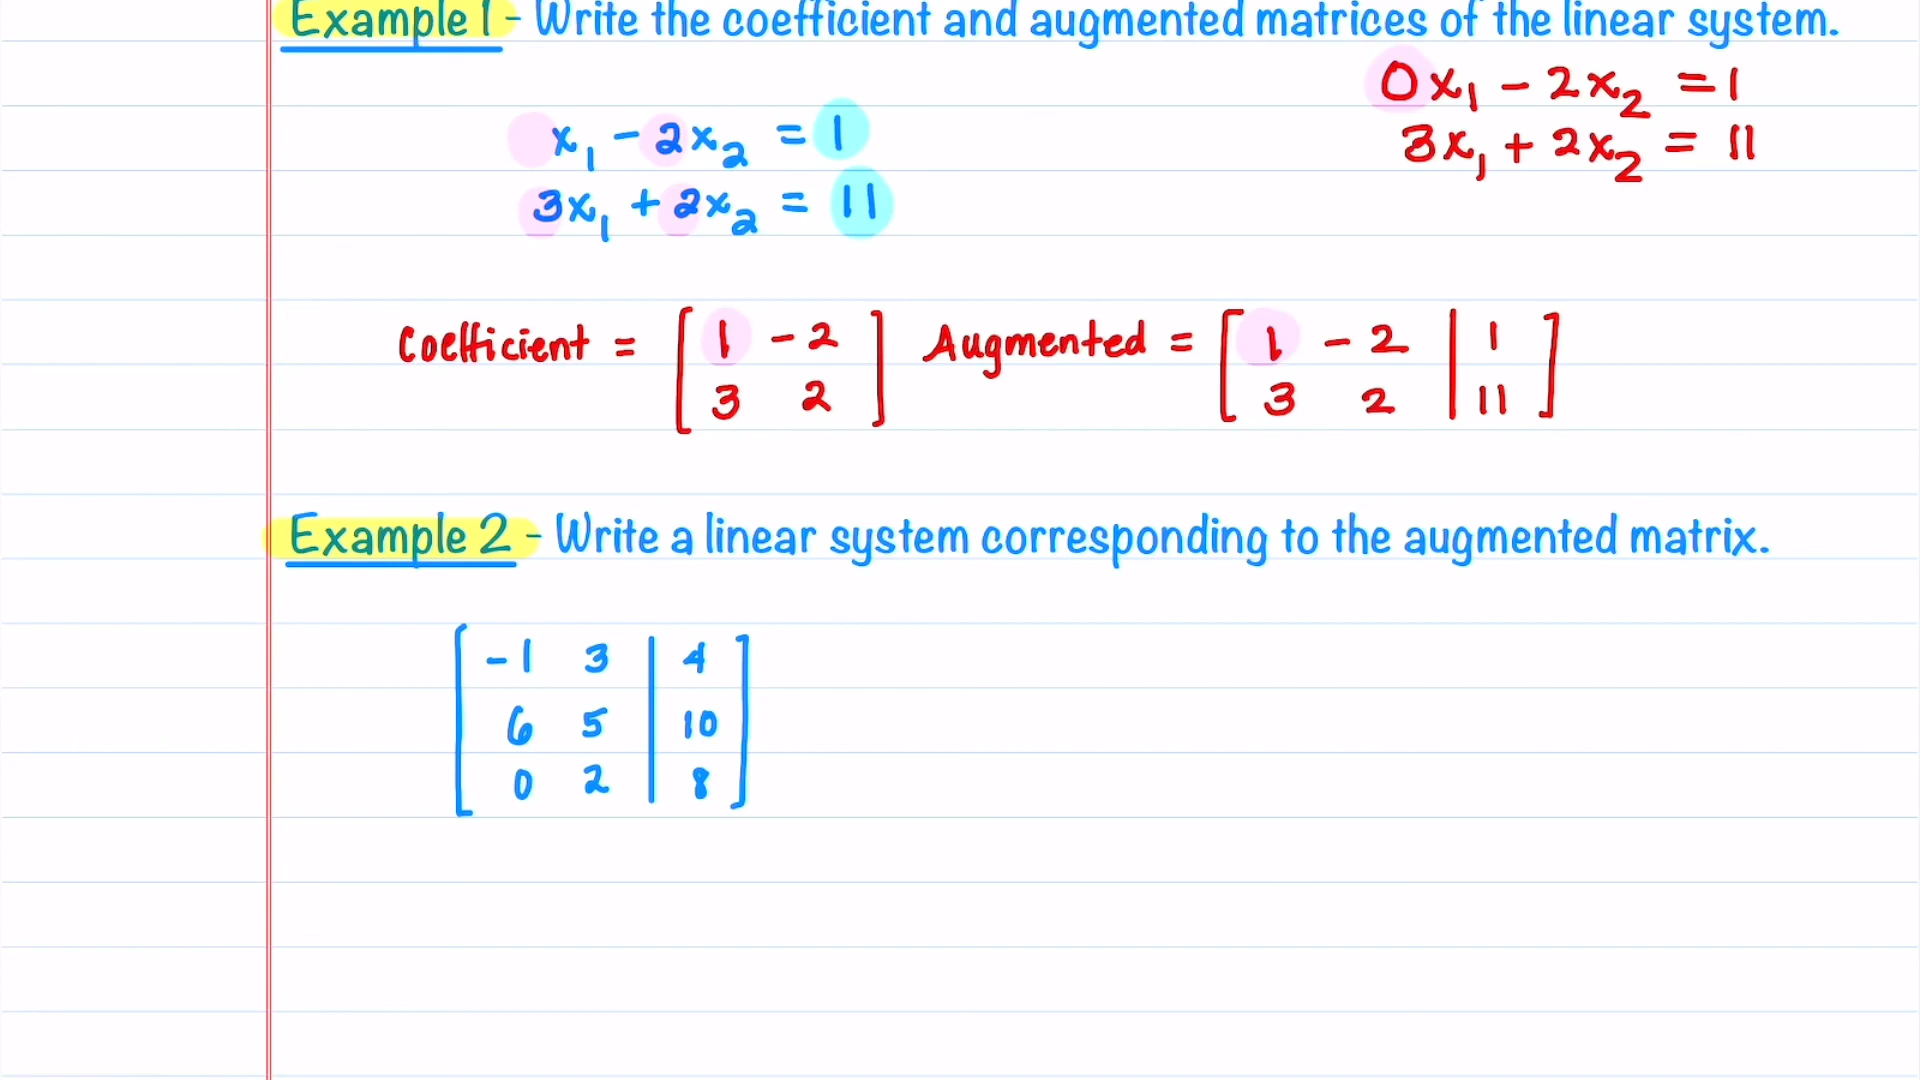 Example 1 - Write the coefficient and augmented matrices of the linear system.
0x₁ - 2x₂ = 1
3x₁ + 2x₂ = 11
x₁ - 2x₂ = 1
3x₁ + 2x₂ = 11
Coefficient = [ 1 -2 ] Augmented = [ 1 -2 | 1 ]
3 2 3 2 | 11
Example 2 - Write a linear system corresponding to the augmented matrix.
-1 3 | 4
6 5 | 10
0 2 | 8